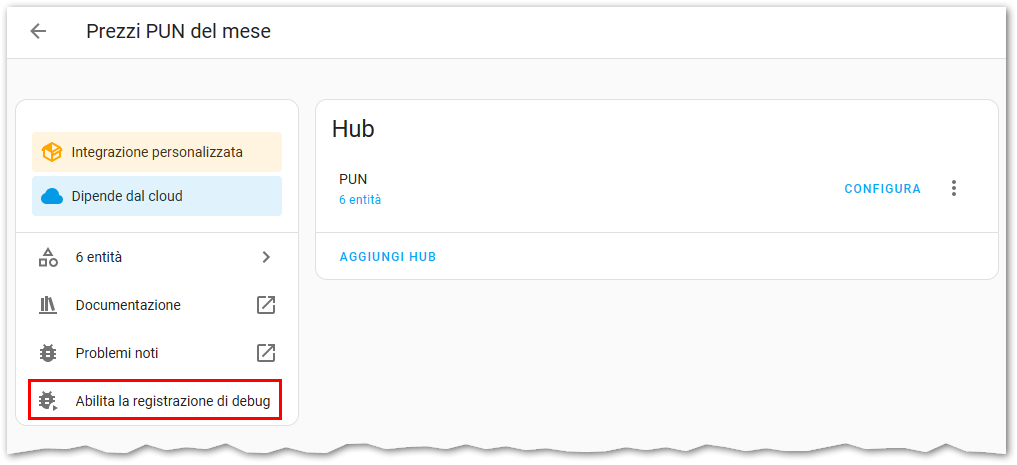 Prezzi PUN del mese
Integrazione personalizzata
Dipende dal cloud
6 entità
Documentazione
Problemi noti
Abilita la registrazione di debug
Hub
PUN
6 entità
CONFIGURA
AGGIUNGI HUB